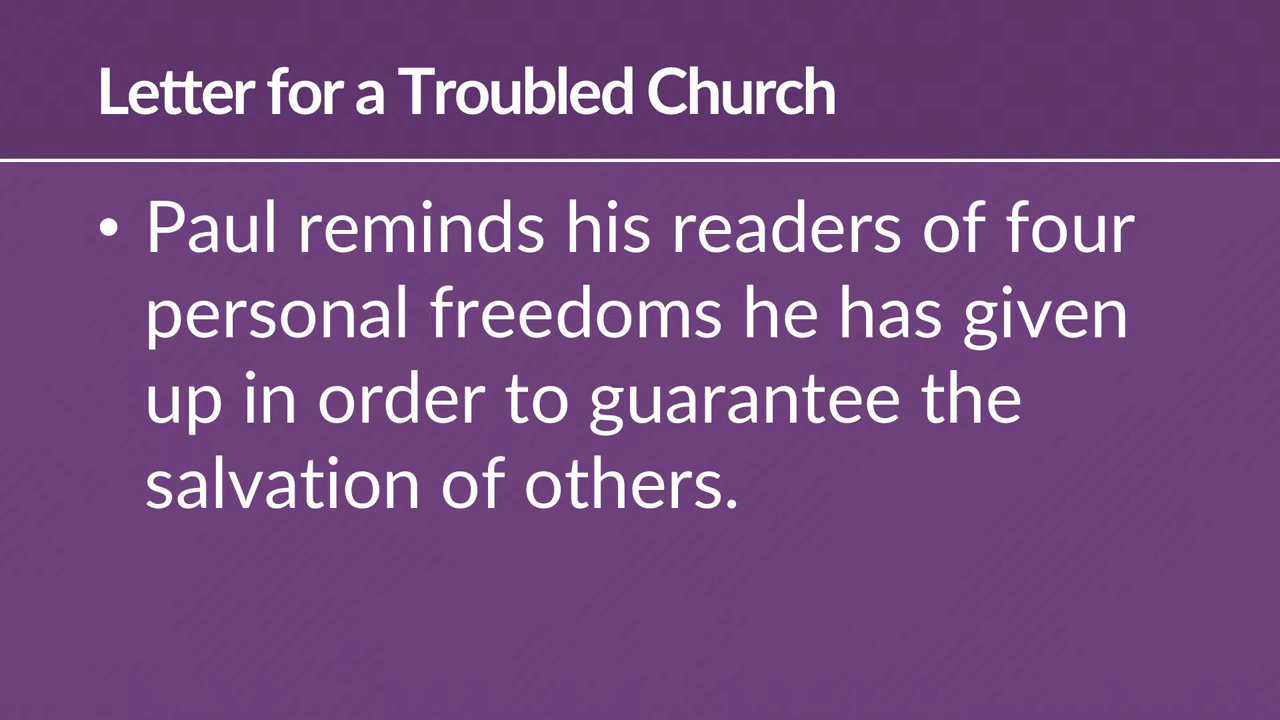 Letter for a Troubled Church
• Paul reminds his readers of four
personal freedoms he has given
up in order to guarantee the
salvation of others.